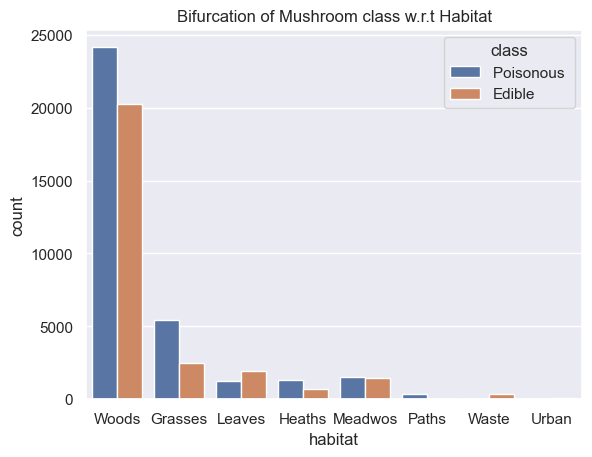 Bifurcation of Mushroom class w.r.t Habitat
25000
20000
15000
10000
5000
0
count
class
Poisonous
Edible
Woods Grasses Leaves Heaths Meadwos Paths Waste Urban
habitat